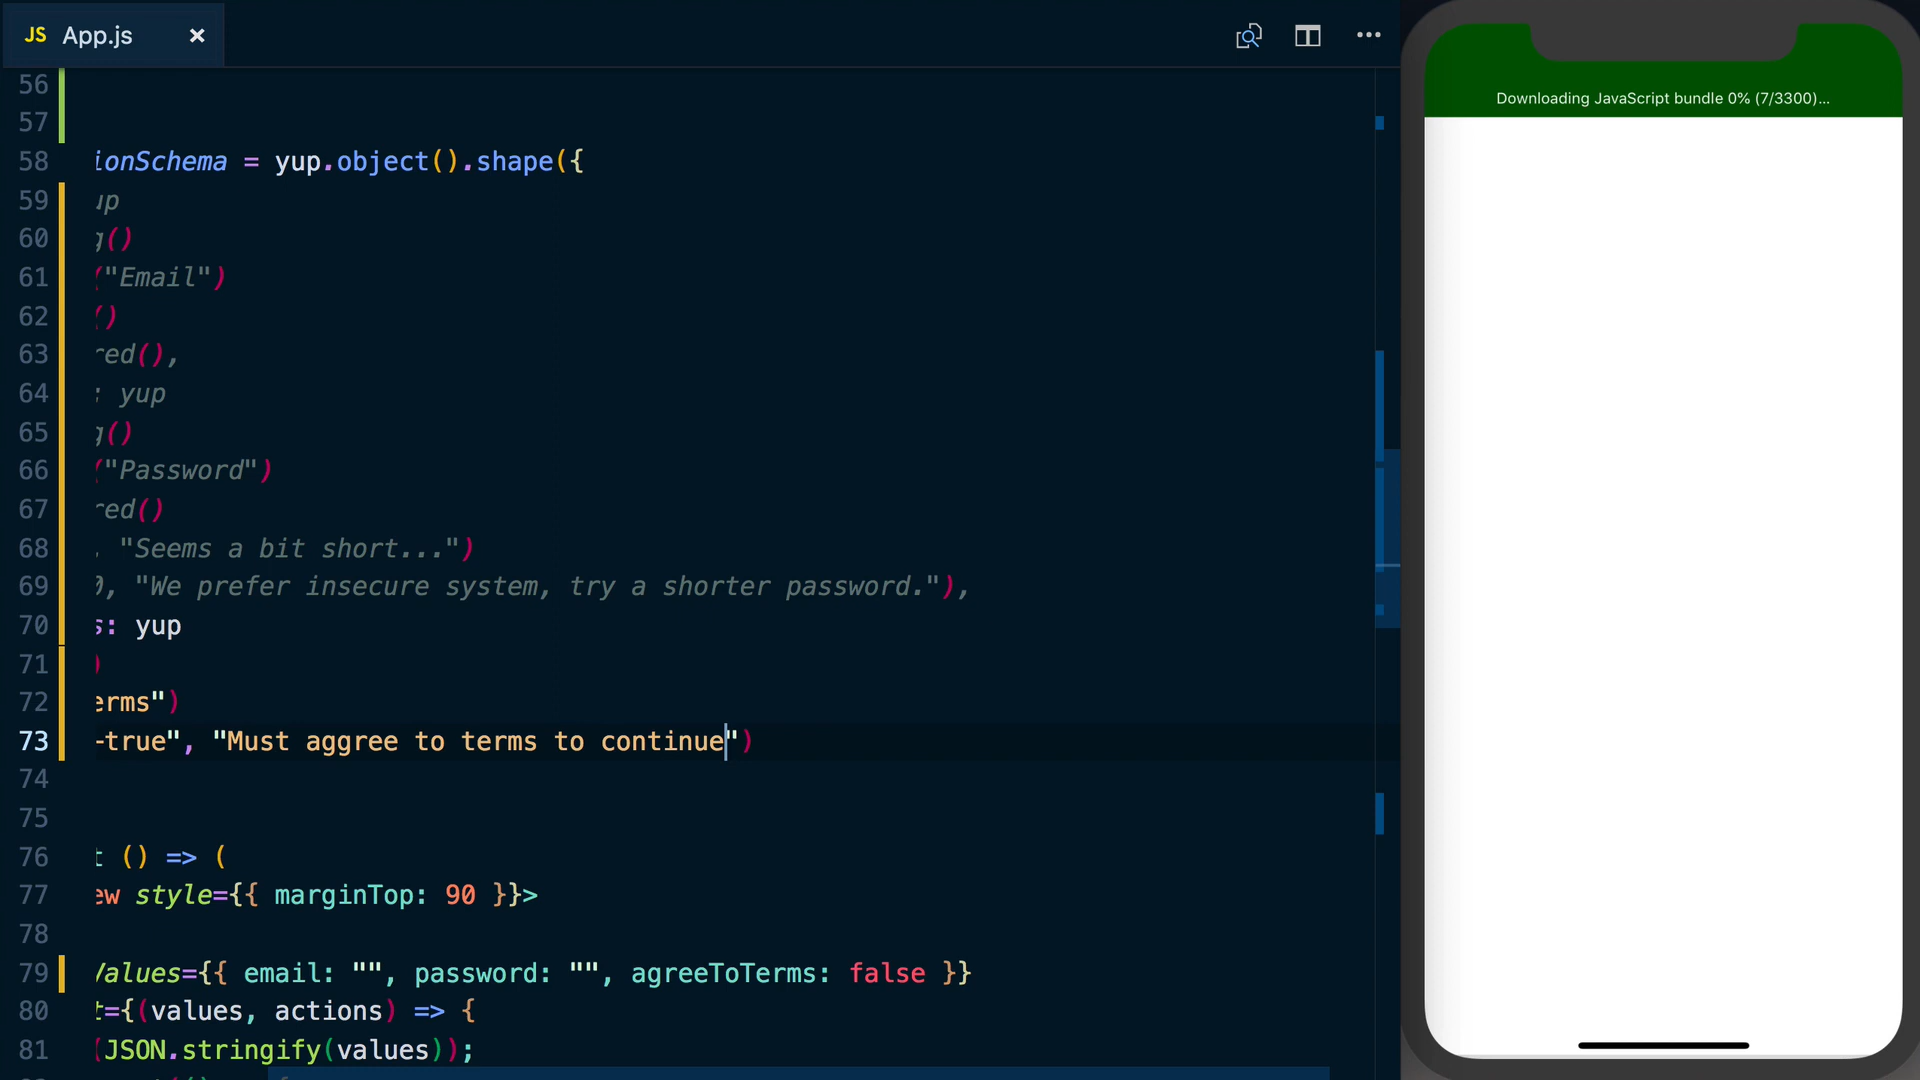 JS App.js ×
56
57
58 ionSchema = yup.object().shape({
59 up
60 g()
61 ("Email")
62 ()
63 red(),
64 : yup
65 g()
66 ("Password")
67 red()
68 , "Seems a bit short...")
69 0, "We prefer insecure system, try a shorter password."),
70 s: yup
71 )
72 erms")
73 -true", "Must aggree to terms to continue")
74
75
76 t () => (
77 ew style={{ marginTop: 90 }}>
78
79 Values={{ email: "", password: "", agreeToTerms: false }}
80 t={(values, actions) => {
81 (JSON.stringify(values));
Downloading JavaScript bundle 0% (7/3300)...